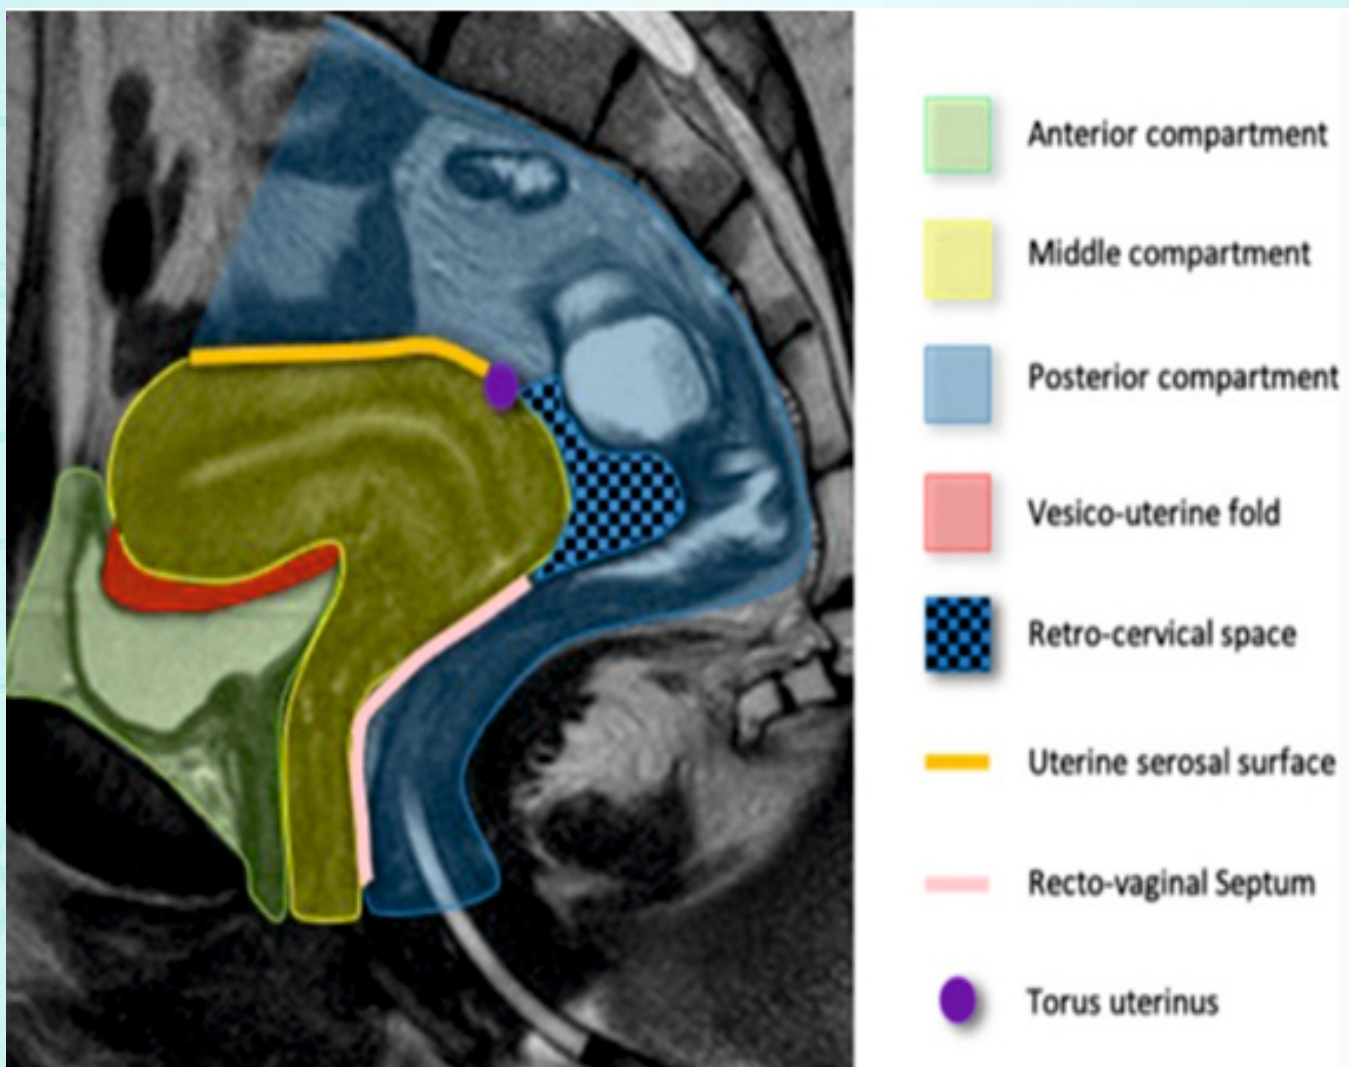 Anterior compartment
Middle compartment
Posterior compartment
Vesico-uterine fold
Retro-cervical space
Uterine serosal surface
Recto-vaginal Septum
Torus uterinus